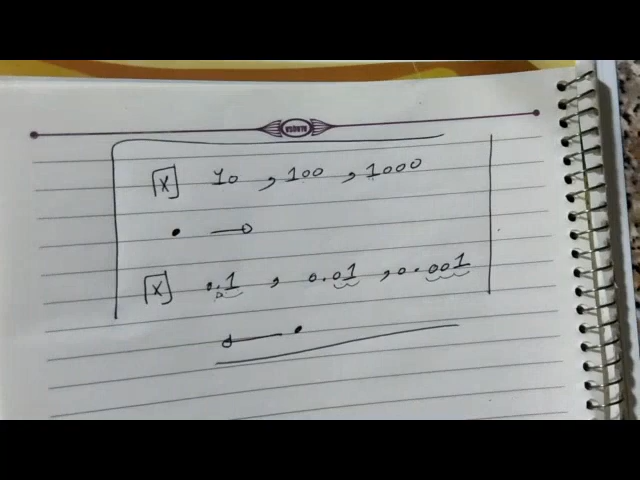 [X] 10 , 100 , 1000
. →
[X] 0.1 , 0.01 , 0.001
← .